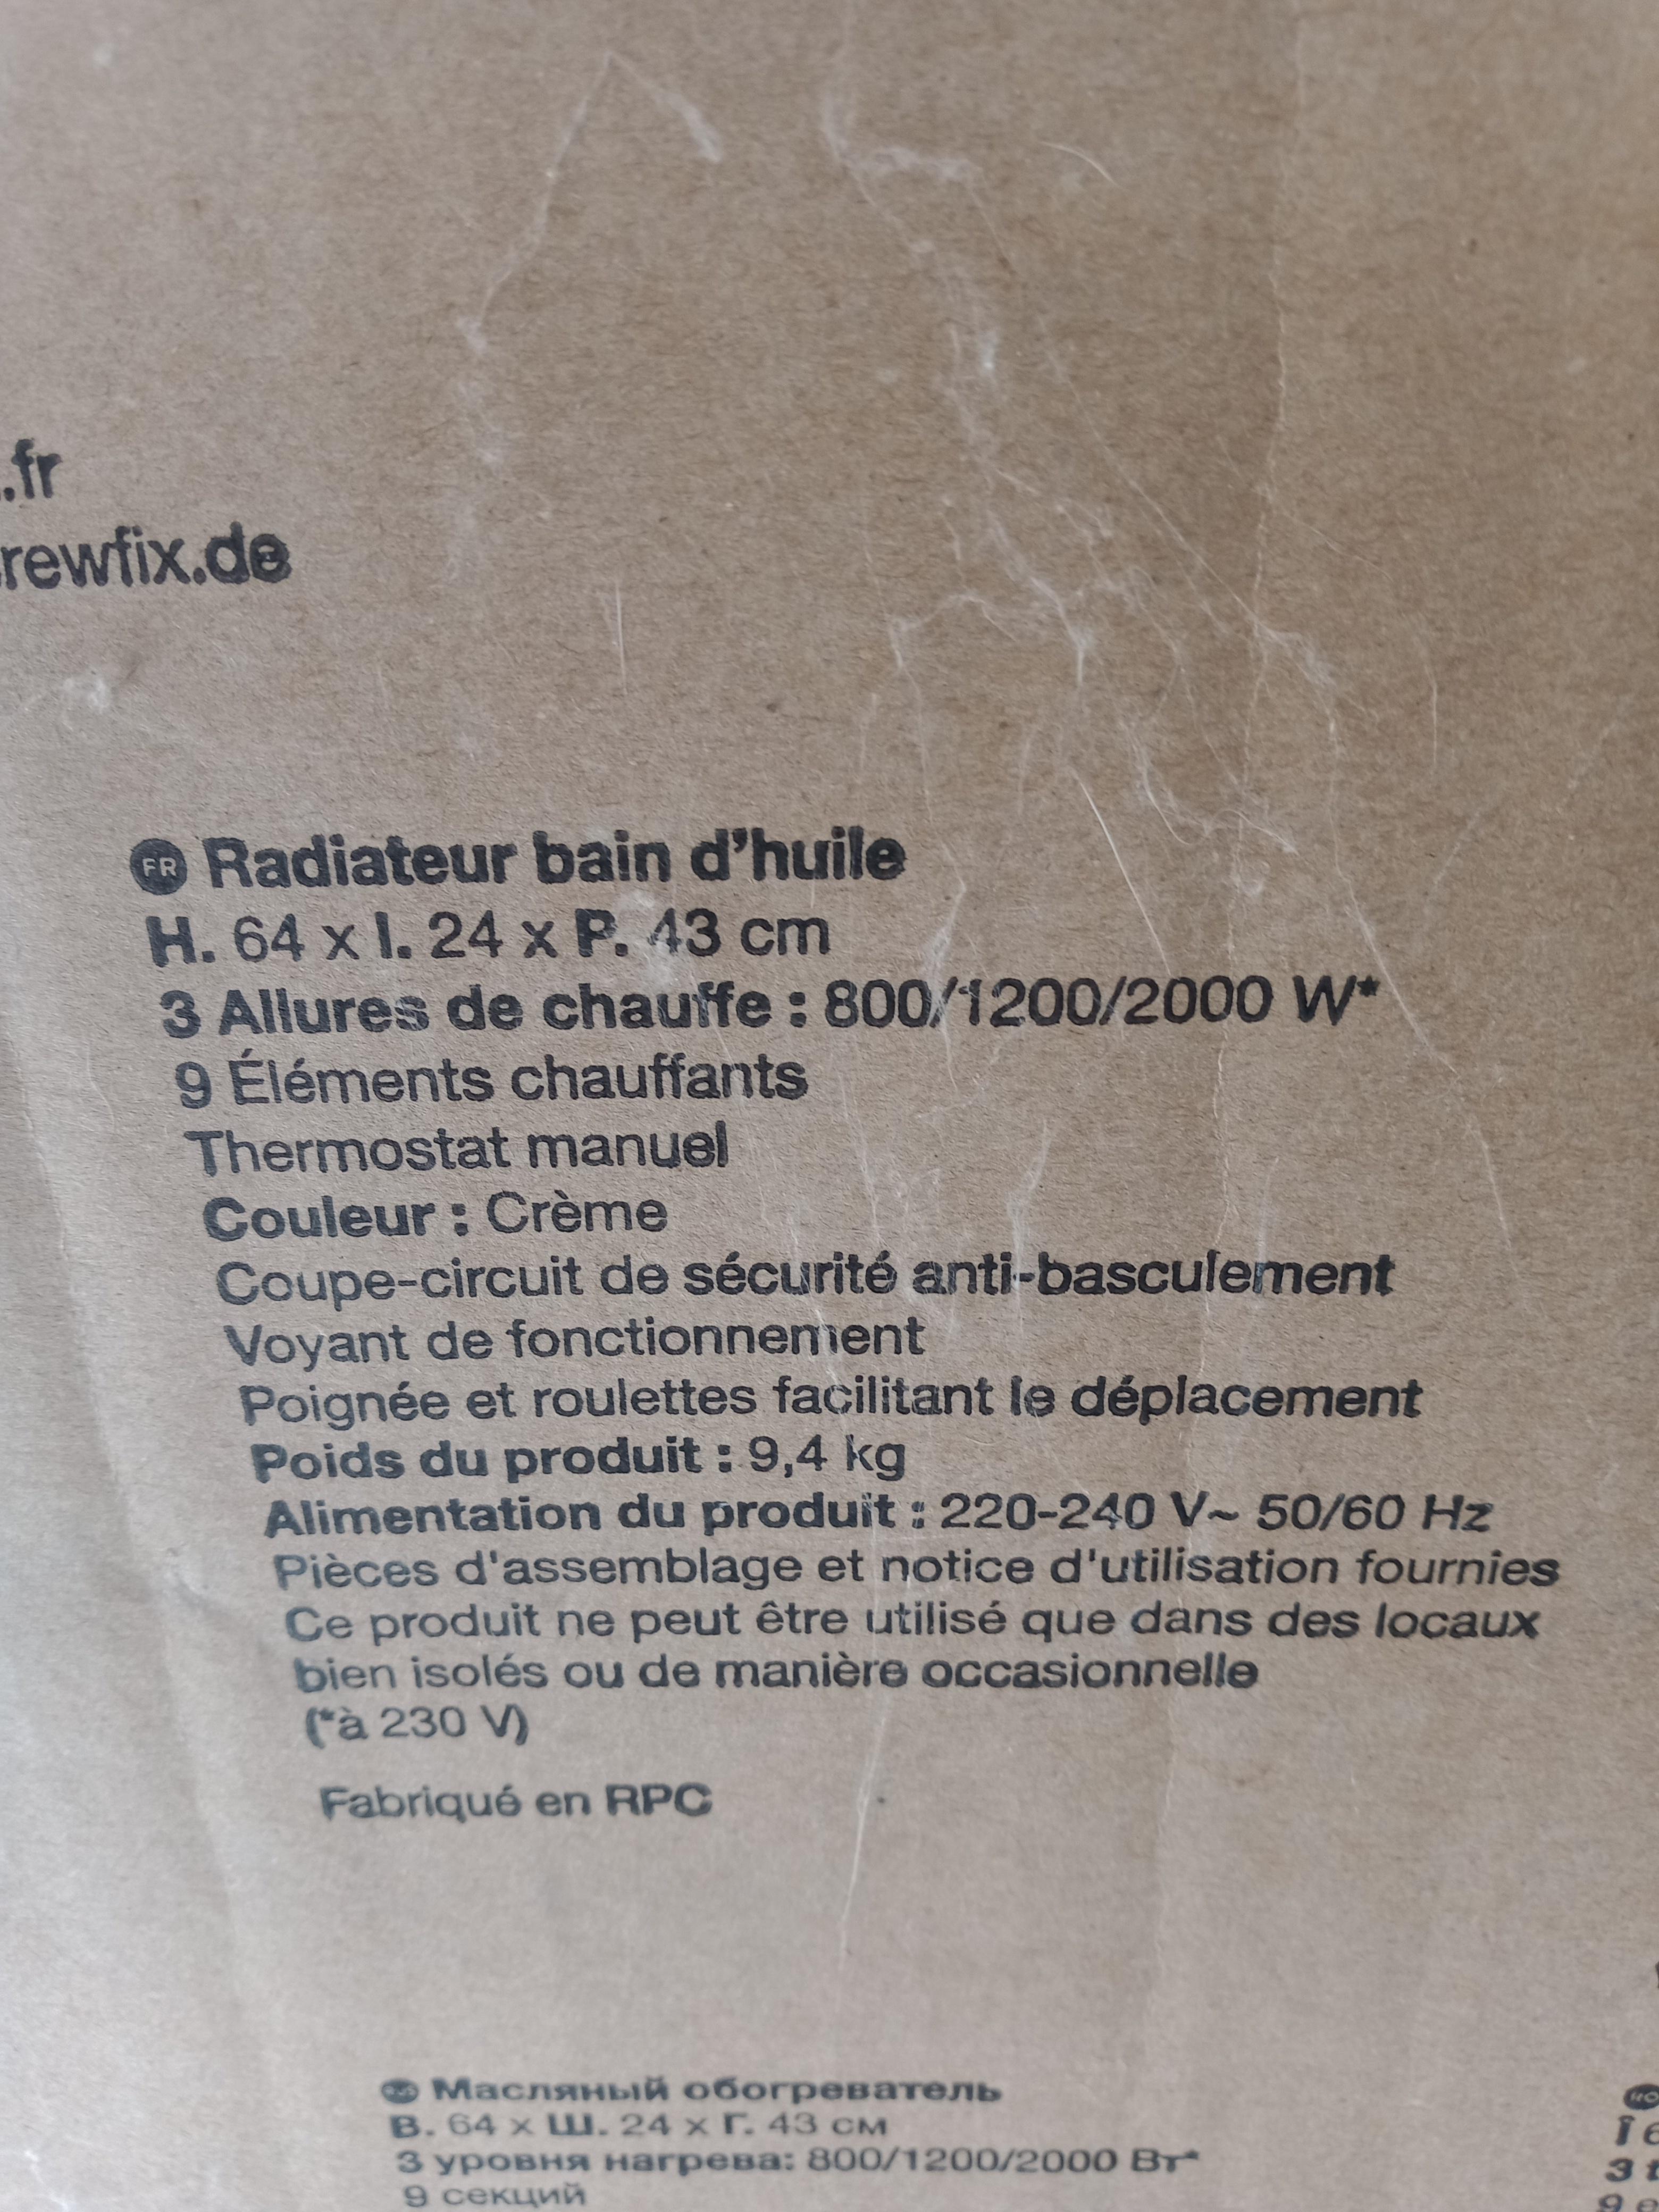 .fr
rewfix.de
FR Radiateur bain d'huile
H. 64 x l. 24 x P. 43 cm
3 Allures de chauffe : 800/1200/2000 W*
9 Éléments chauffants
Thermostat manuel
Couleur : Crème
Coupe-circuit de sécurité anti-basculement
Voyant de fonctionnement
Poignée et roulettes facilitant le déplacement
Poids du produit : 9,4 kg
Alimentation du produit : 220-240 V~ 50/60 Hz
Pièces d'assemblage et notice d'utilisation fournies
Ce produit ne peut être utilisé que dans des locaux
bien isolés ou de manière occasionnelle
(*à 230 V)
Fabriqué en RPC
Масляный обогреватель
В. 64 x Ш. 24 x Г. 43 см
3 уровня нагрева: 800/1200/2000 Вт*
9 секций